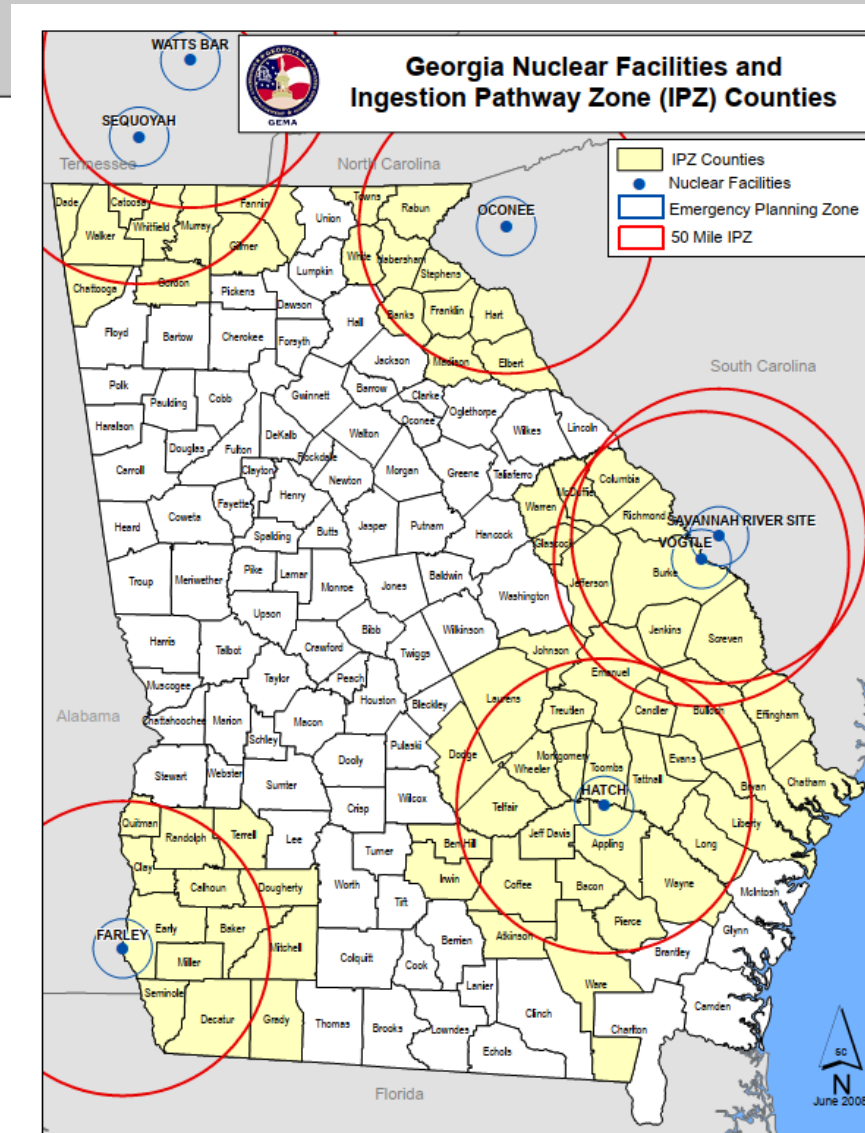 Georgia Nuclear Facilities and
Ingestion Pathway Zone (IPZ) Counties
GEMA
IPZ Counties
Nuclear Facilities
Emergency Planning Zone
50 Mile IPZ
WATTS BAR
SEQUOYAH
Tennessee
North Carolina
OCONEE
South Carolina
Dade
Catoosa
Walker
Whitfield
Murray
Fannin
Gilmer
Union
Towns
Rabun
White
Habersham
Stephens
Lumpkin
Chattooga
Gordon
Pickens
Dawson
Banks
Franklin
Hart
Floyd
Bartow
Cherokee
Forsyth
Hall
Jackson
Madison
Elbert
Polk
Paulding
Cobb
Gwinnett
Barrow
Clarke
Oconee
Oglethorpe
Wilkes
Lincoln
Haralson
Douglas
Fulton
DeKalb
Rockdale
Walton
Carroll
Clayton
Newton
Morgan
Greene
Taliaferro
McDuffie
Columbia
Warren
Richmond
Fayette
Henry
Heard
Coweta
Spalding
Butts
Jasper
Putnam
Hancock
Glascock
SAVANNAH RIVER SITE
VOGTLE
Burke
Jefferson
Troup
Meriwether
Pike
Lamar
Monroe
Jones
Baldwin
Washington
Upson
Harris
Talbot
Crawford
Bibb
Twiggs
Wilkinson
Johnson
Jenkins
Screven
Emanuel
Muscogee
Taylor
Peach
Houston
Bleckley
Laurens
Treutlen
Candler
Bulloch
Effingham
Alabama
Chattahoochee
Marion
Schley
Macon
Pulaski
Dodge
Wheeler
Montgomery
Toombs
Tattnall
Evans
Bryan
Chatham
Stewart
Webster
Sumter
Dooly
Crisp
Wilcox
Telfair
HATCH
Liberty
Long
Quitman
Randolph
Terrell
Lee
Turner
Ben Hill
Jeff Davis
Appling
Clay
Calhoun
Dougherty
Worth
Tift
Irwin
Coffee
Bacon
Wayne
McIntosh
FARLEY
Early
Baker
Mitchell
Miller
Colquitt
Cook
Berrien
Atkinson
Pierce
Brantley
Glynn
Seminole
Decatur
Grady
Thomas
Brooks
Lowndes
Lanier
Clinch
Ware
Echols
Charlton
Camden
Florida
SC
N
June 2008